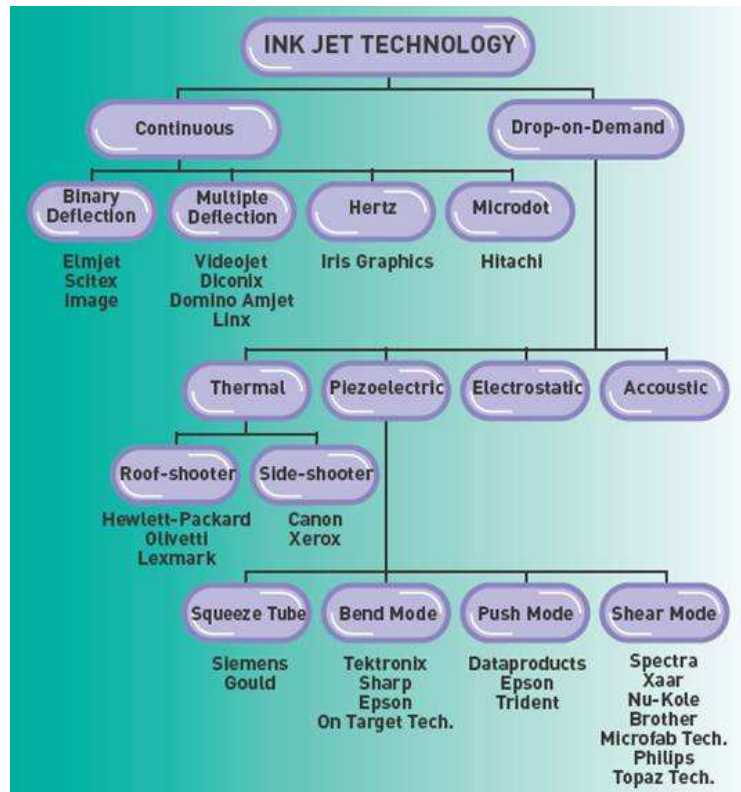 INK JET TECHNOLOGY
Continuous
Drop-on-Demand
Binary
Deflection
Multiple
Deflection
Hertz
Microdot
Elmjet
Scitex
Image
Videojet
Diconix
Domino Amjet
Linx
Iris Graphics
Hitachi
Thermal
Piezoelectric
Electrostatic
Accoustic
Roof-shooter
Side-shooter
Hewlett-Packard
Olivetti
Lexmark
Canon
Xerox
Squeeze Tube
Bend Mode
Push Mode
Shear Mode
Siemens
Gould
Tektronix
Sharp
Epson
On Target Tech.
Dataproducts
Epson
Trident
Spectra
Xaar
Nu-Kole
Brother
Microfab Tech.
Philips
Topaz Tech.